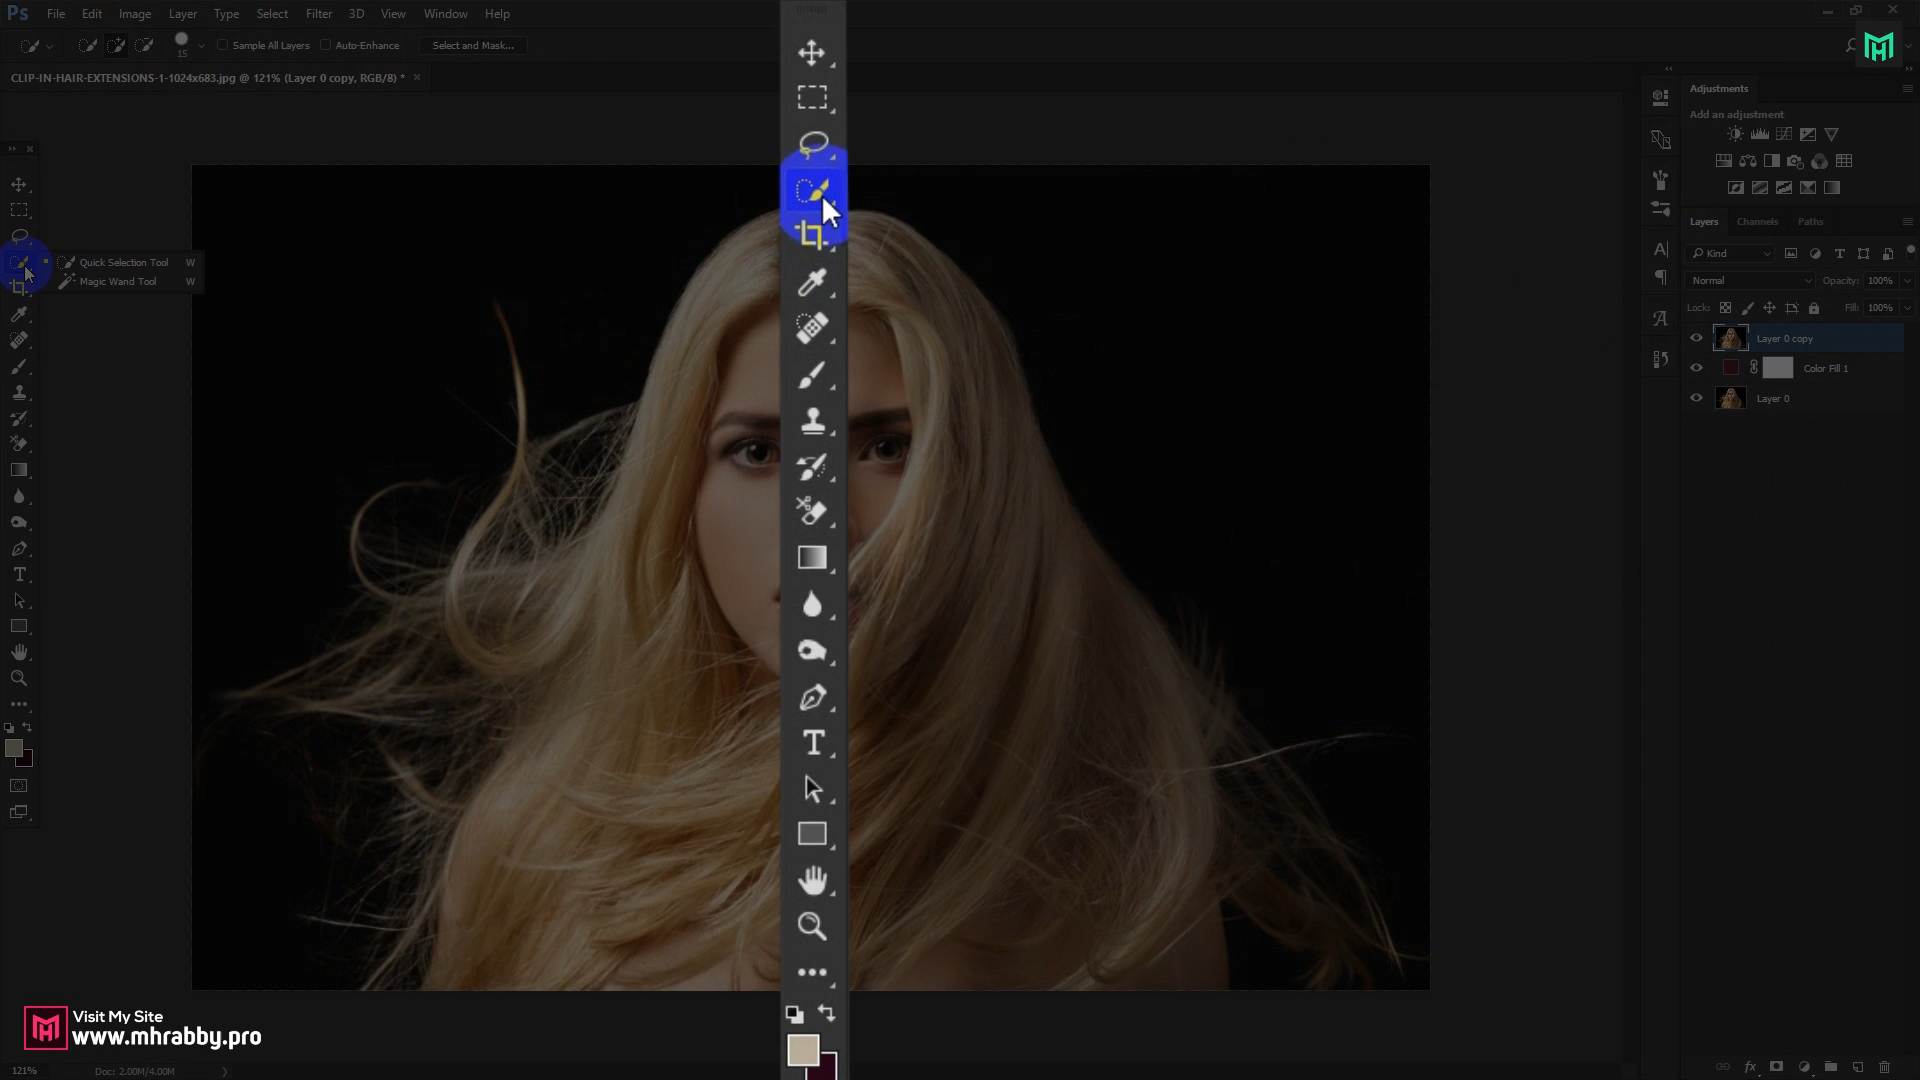 Ps File Edit Image Layer Type Select Filter 3D View Window Help
15 Sample All Layers Auto-Enhance Select and Mask...
CLIP-IN-HAIR-EXTENSIONS-1-1024x683.jpg @ 121% (Layer 0 copy, RGB/8) *
Adjustments
Add an adjustment
Layers Channels Paths
Kind
Normal Opacity: 100%
Lock: Fill: 100%
Layer 0 copy
Color Fill 1
Layer 0
Quick Selection Tool W
Magic Wand Tool W
Visit My Site
www.mhrabby.pro
121% Doc: 2.00M/4.00M
fx